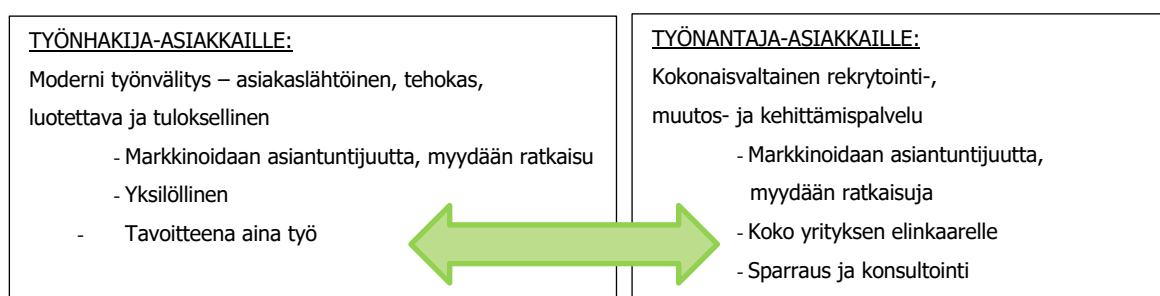 TYÖNHAKIJA-ASIAKKAILLE:
Moderni työnvälitys – asiakaslähtöinen, tehokas,
luotettava ja tuloksellinen
- Markkinoidaan asiantuntijuutta, myydään ratkaisu
- Yksilöllinen
- Tavoitteena aina työ
TYÖNANTAJA-ASIAKKAILLE:
Kokonaisvaltainen rekrytointi-,
muutos- ja kehittämispalvelu
- Markkinoidaan asiantuntijuutta,
myydään ratkaisuja
- Koko yrityksen elinkaarelle
- Sparraus ja konsultointi